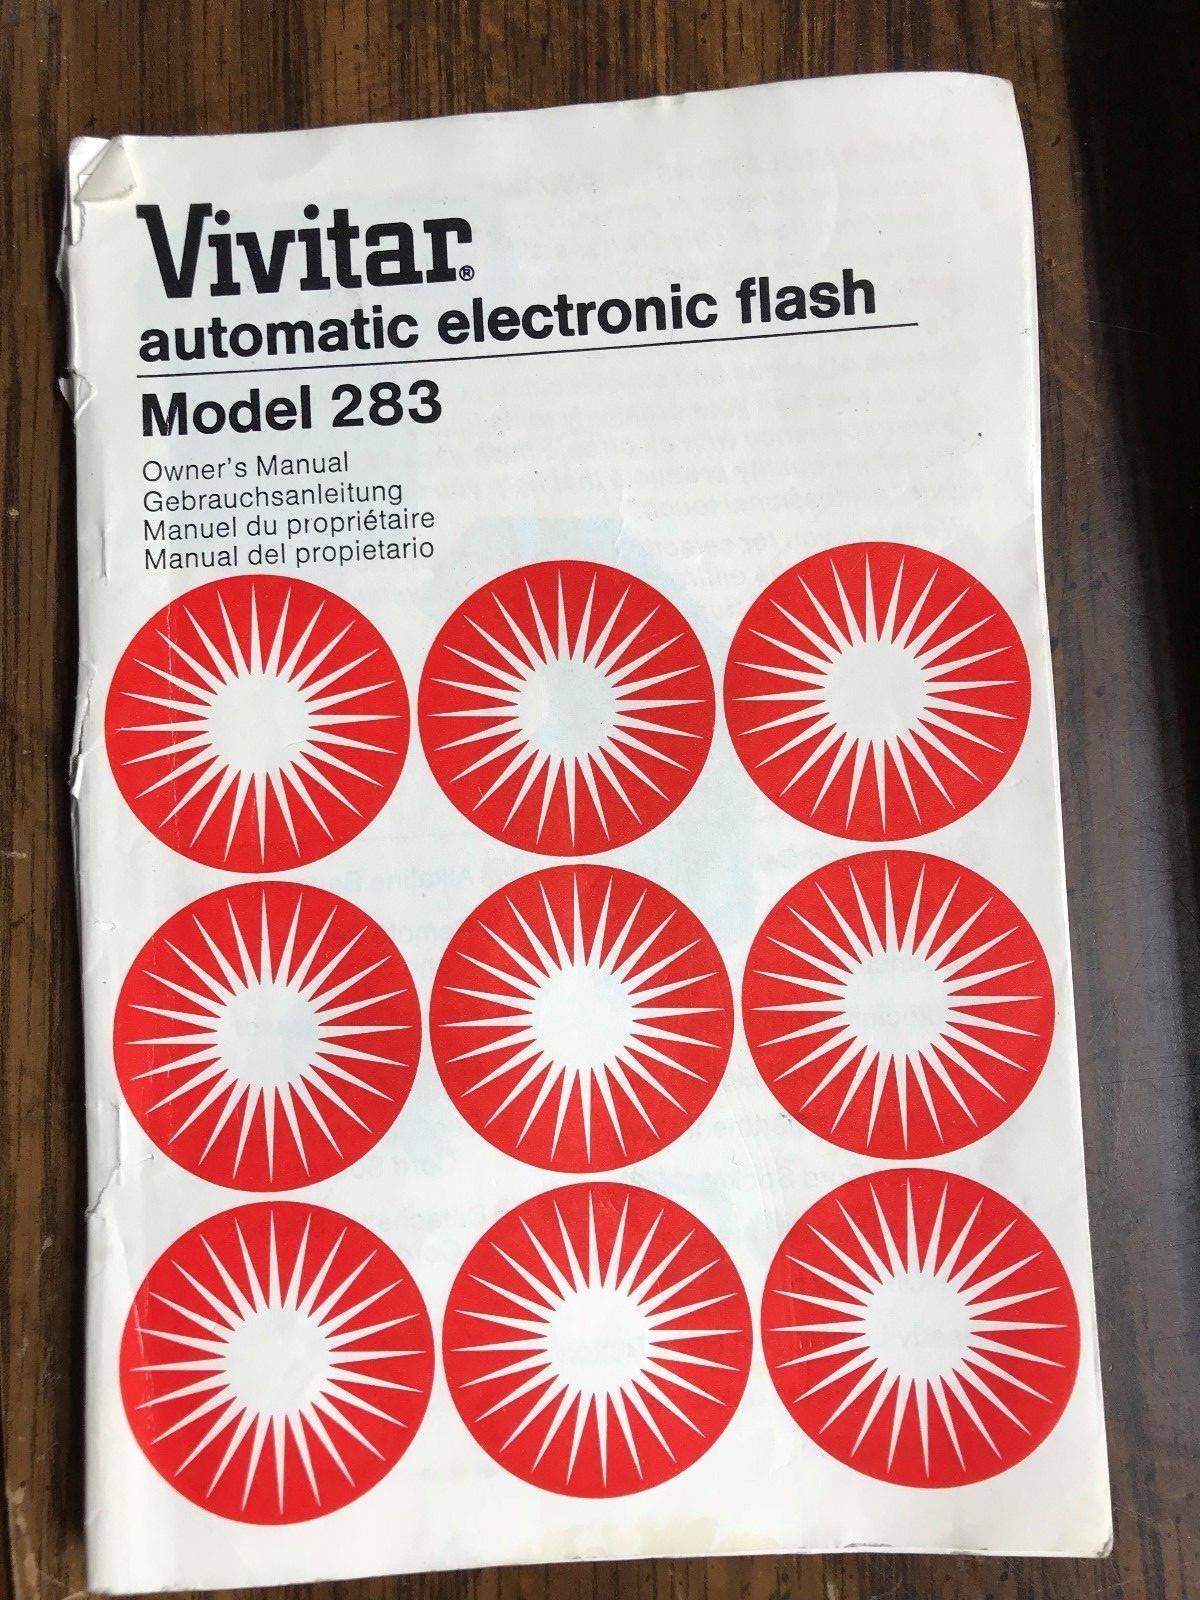 Vivitar®
automatic electronic flash
Model 283
Owner's Manual
Gebrauchsanleitung
Manuel du propriétaire
Manual del propietario